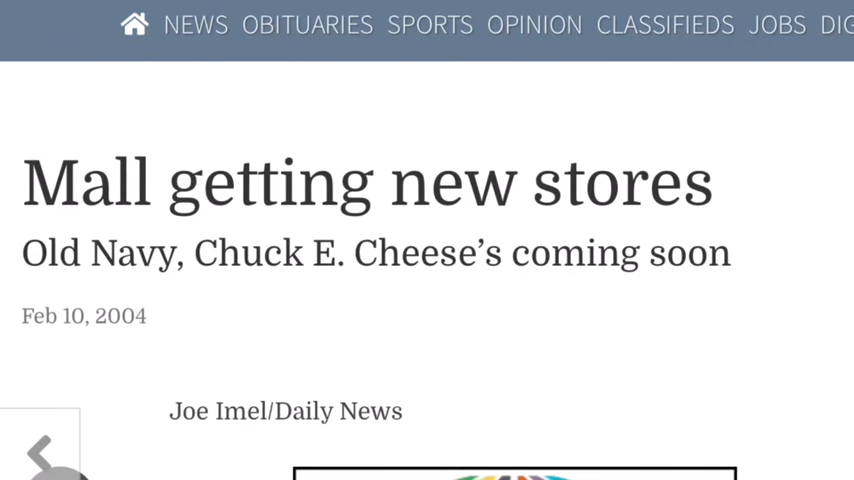 NEWS OBITUARIES SPORTS OPINION CLASSIFIEDS JOBS DIG
Mall getting new stores
Old Navy, Chuck E. Cheese’s coming soon
Feb 10, 2004
Joe Imel/Daily News